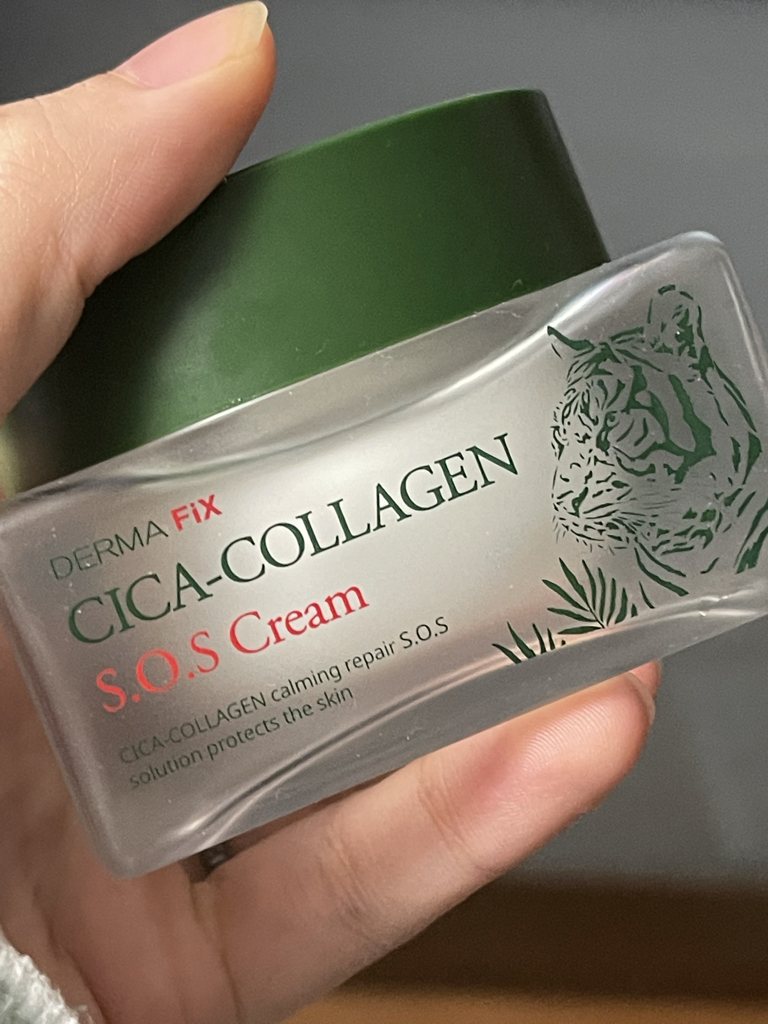 DERMA FiX
CICA-COLLAGEN
S.O.S Cream
CICA-COLLAGEN calming repair S.O.S
solution protects the skin